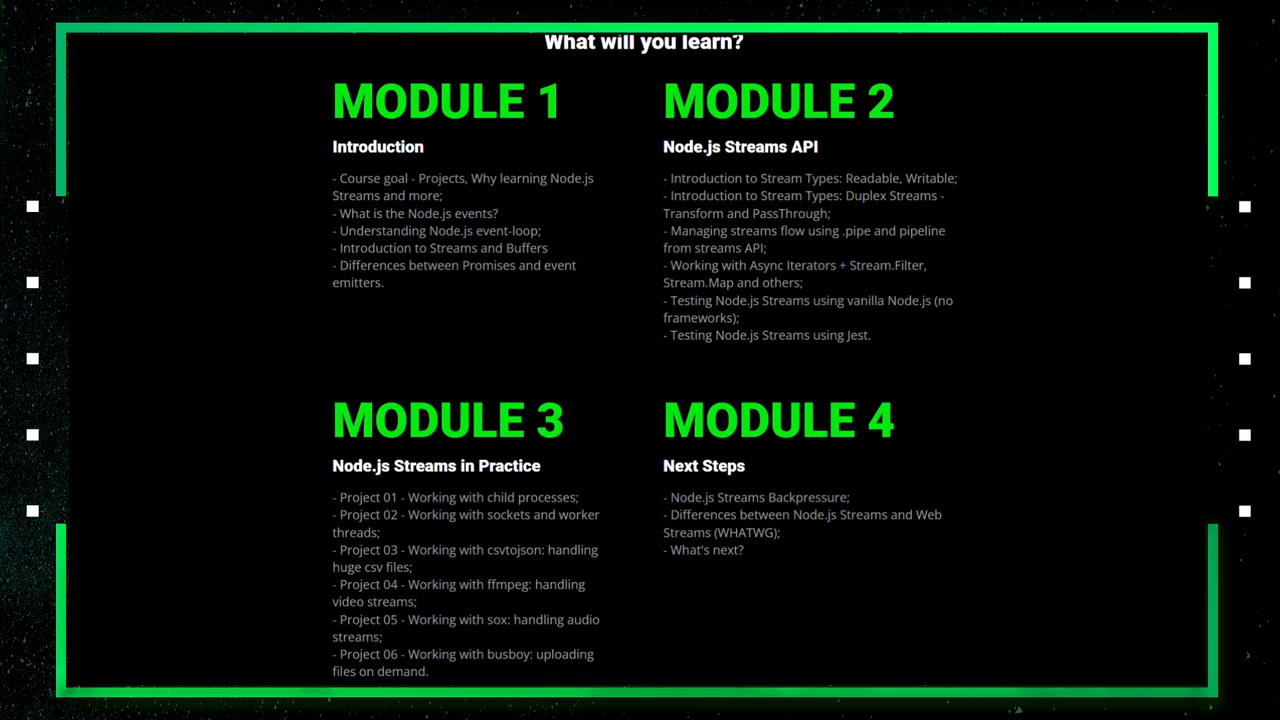 What will you learn?
MODULE 1
Introduction
- Course goal - Projects, Why learning Node.js
Streams and more;
- What is the Node.js events?
- Understanding Node.js event-loop;
- Introduction to Streams and Buffers
- Differences between Promises and event
emitters.
MODULE 2
Node.js Streams API
- Introduction to Stream Types: Readable, Writable;
- Introduction to Stream Types: Duplex Streams -
Transform and PassThrough;
- Managing streams flow using .pipe and pipeline
from streams API;
- Working with Async Iterators + Stream.Filter,
Stream.Map and others;
- Testing Node.js Streams using vanilla Node.js (no
frameworks);
- Testing Node.js Streams using Jest.
MODULE 3
Node.js Streams in Practice
- Project 01 - Working with child processes;
- Project 02 - Working with sockets and worker
threads;
- Project 03 - Working with csvtojson: handling
huge csv files;
- Project 04 - Working with ffmpeg: handling
video streams;
- Project 05 - Working with sox: handling audio
streams;
- Project 06 - Working with busboy: uploading
files on demand.
MODULE 4
Next Steps
- Node.js Streams Backpressure;
- Differences between Node.js Streams and Web
Streams (WHATWG);
- What's next?